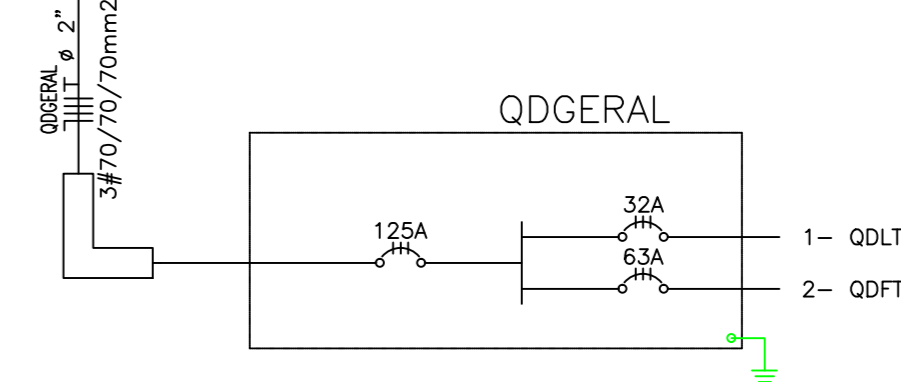 QDGERAL
ø 2"
3#70/70/70mm2
QDGERAL
125A
32A
63A
1- QDLT
2- QDFT